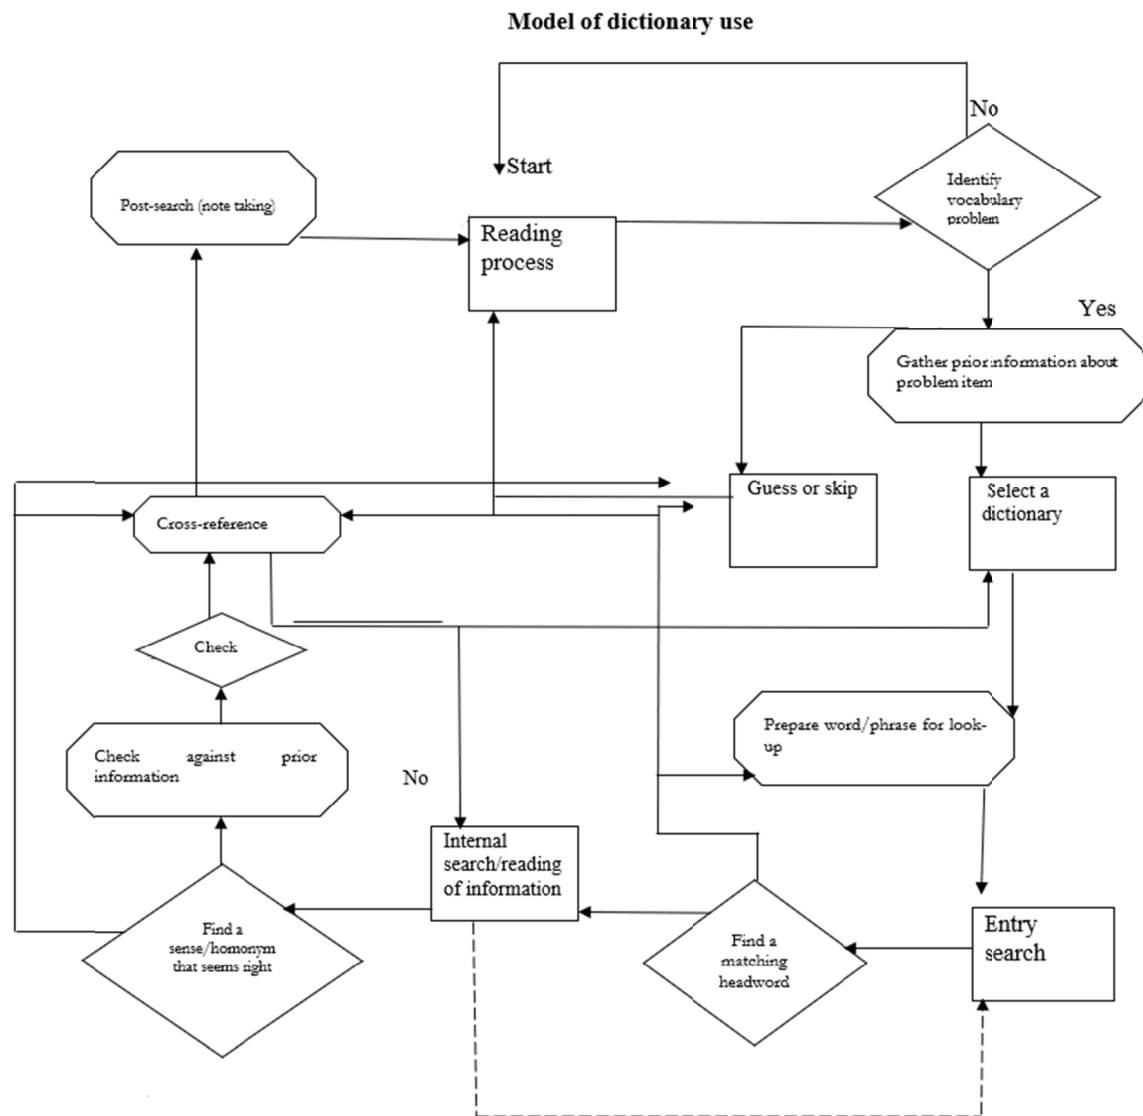 Model of dictionary use
No
Start
Identify
vocabulary
problem
Post-search (note taking)
Reading
process
Yes
Gather prior information about
problem item
Guess or skip
Select a
dictionary
Cross-reference
Check
Prepare word/phrase for look-
up
Check against prior
information
No
Internal
search/reading
of information
Find a
sense/homonym
that seems right
Find a
matching
headword
Entry
search